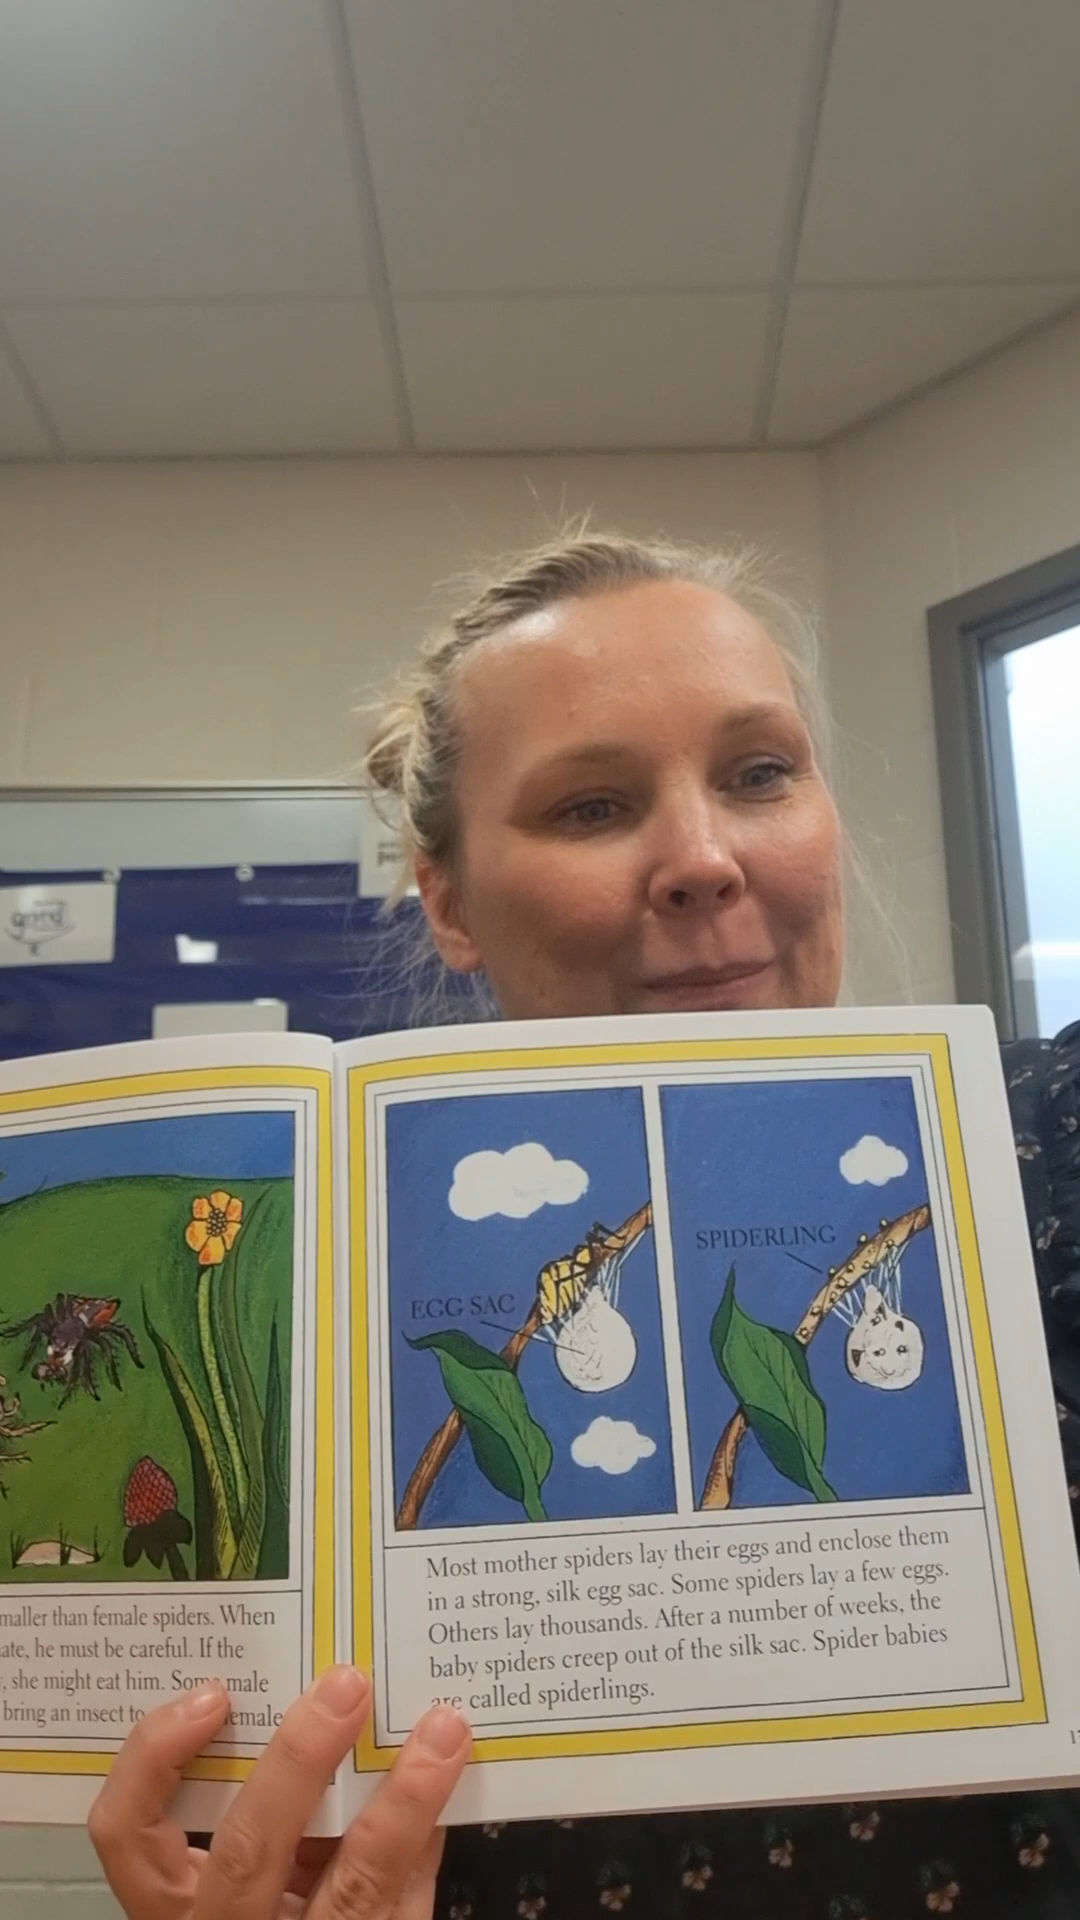 maller than female spiders. When
ate, he must be careful. If the
, she might eat him. Some male
bring an insect to female
EGG SAC
SPIDERLING
Most mother spiders lay their eggs and enclose them
in a strong, silk egg sac. Some spiders lay a few eggs.
Others lay thousands. After a number of weeks, the
baby spiders creep out of the silk sac. Spider babies
are called spiderlings.